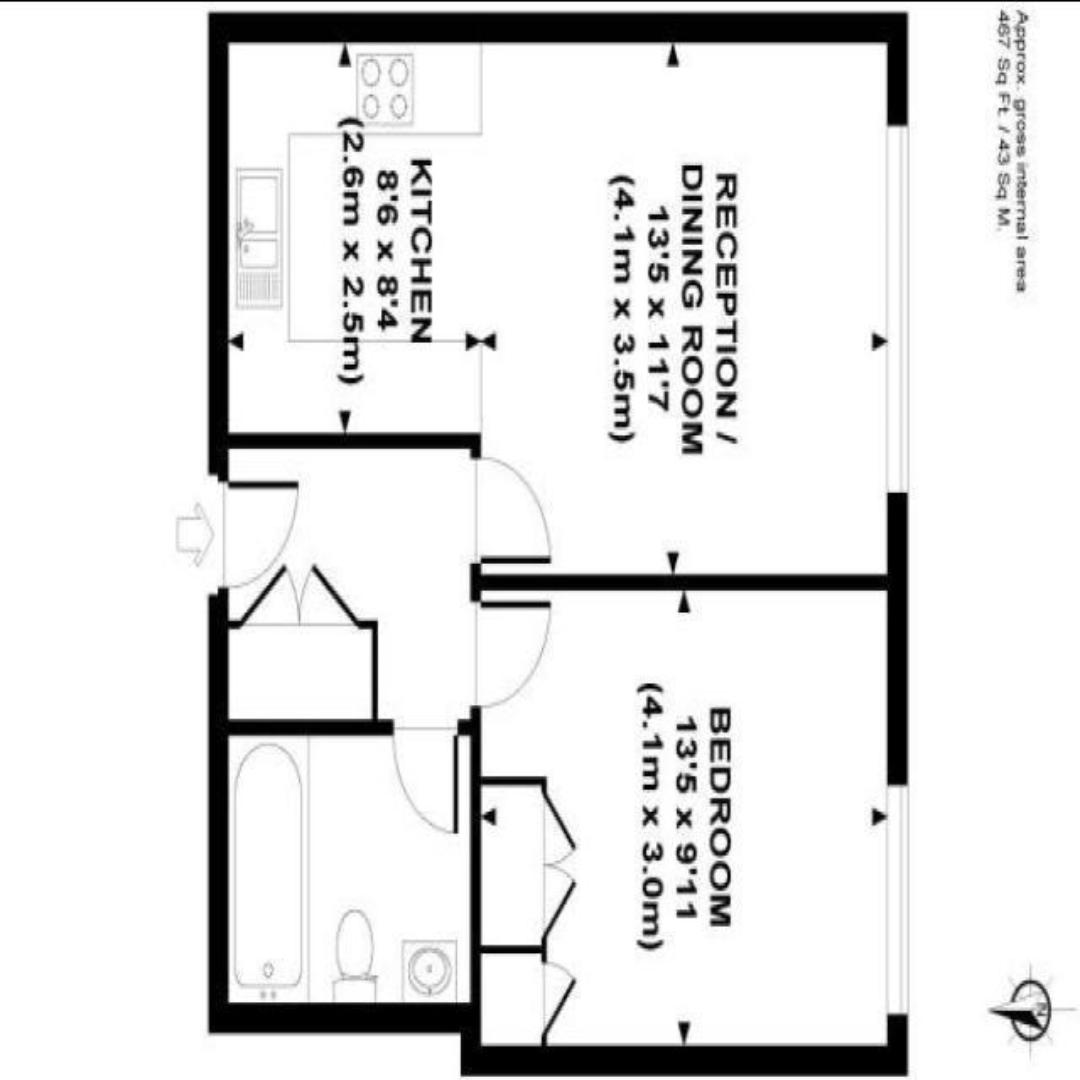 Approx. gross internal area
467 Sq Ft. / 43 Sq M.
KITCHEN
8'6 x 8'4
(2.6m x 2.5m)
RECEPTION /
DINING ROOM
13'5 x 11'7
(4.1m x 3.5m)
BEDROOM
13'5 x 9'11
(4.1m x 3.0m)
N